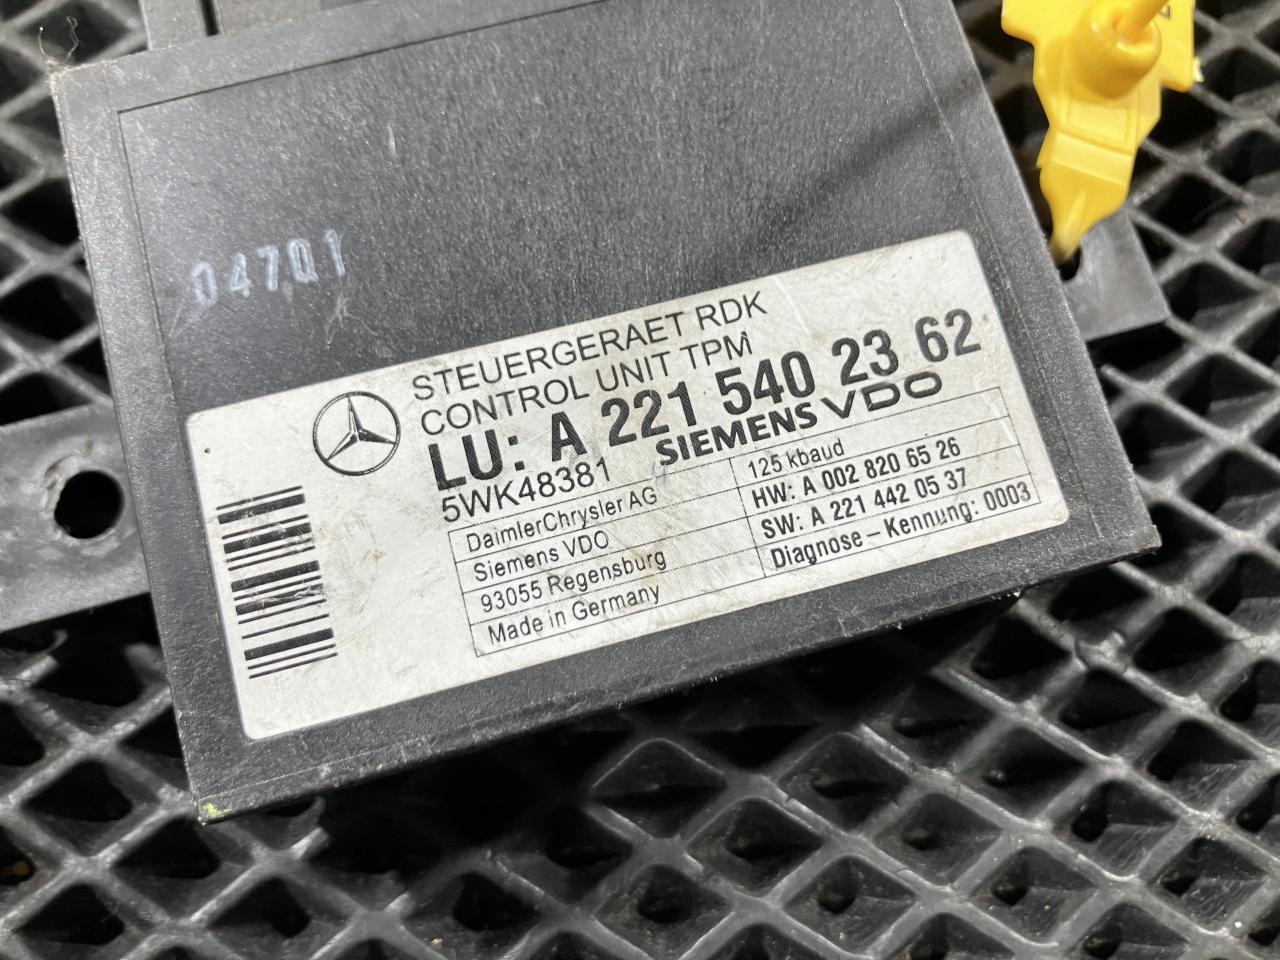 04701
STEUERGERAET RDK
CONTROL UNIT TPM
LU: A 221 540 23 62
5WK48381
SIEMENS VDO
DaimlerChrysler AG
Siemens VDO
93055 Regensburg
Made in Germany
125 kbaud
HW: A 002 820 65 26
SW: A 221 442 05 37
Diagnose – Kennung: 0003